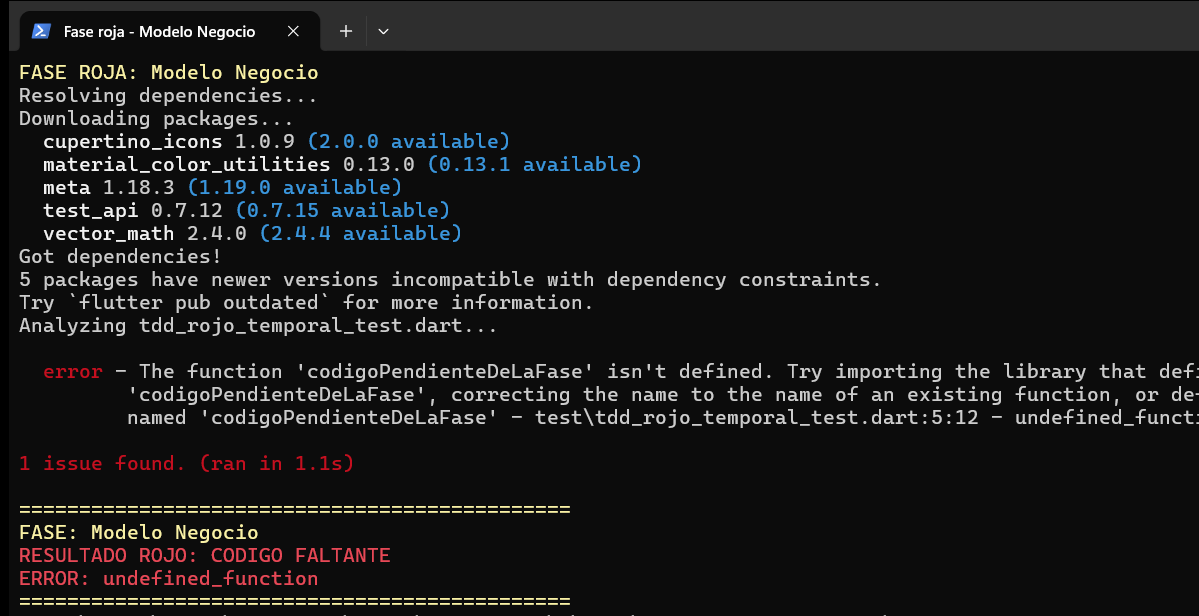 Fase roja - Modelo Negocio
FASE ROJA: Modelo Negocio
Resolving dependencies...
Downloading packages...
cupertino_icons 1.0.9 (2.0.0 available)
material_color_utilities 0.13.0 (0.13.1 available)
meta 1.18.3 (1.19.0 available)
test_api 0.7.12 (0.7.15 available)
vector_math 2.4.0 (2.4.4 available)
Got dependencies!
5 packages have newer versions incompatible with dependency constraints.
Try `flutter pub outdated` for more information.
Analyzing tdd_rojo_temporal_test.dart...
error - The function 'codigoPendienteDeLaFase' isn't defined. Try importing the library that defi
'codigoPendienteDeLaFase', correcting the name to the name of an existing function, or de
named 'codigoPendienteDeLaFase' - test\tdd_rojo_temporal_test.dart:5:12 - undefined_functi
1 issue found. (ran in 1.1s)
==============================================
FASE: Modelo Negocio
RESULTADO ROJO: CODIGO FALTANTE
ERROR: undefined_function
==============================================